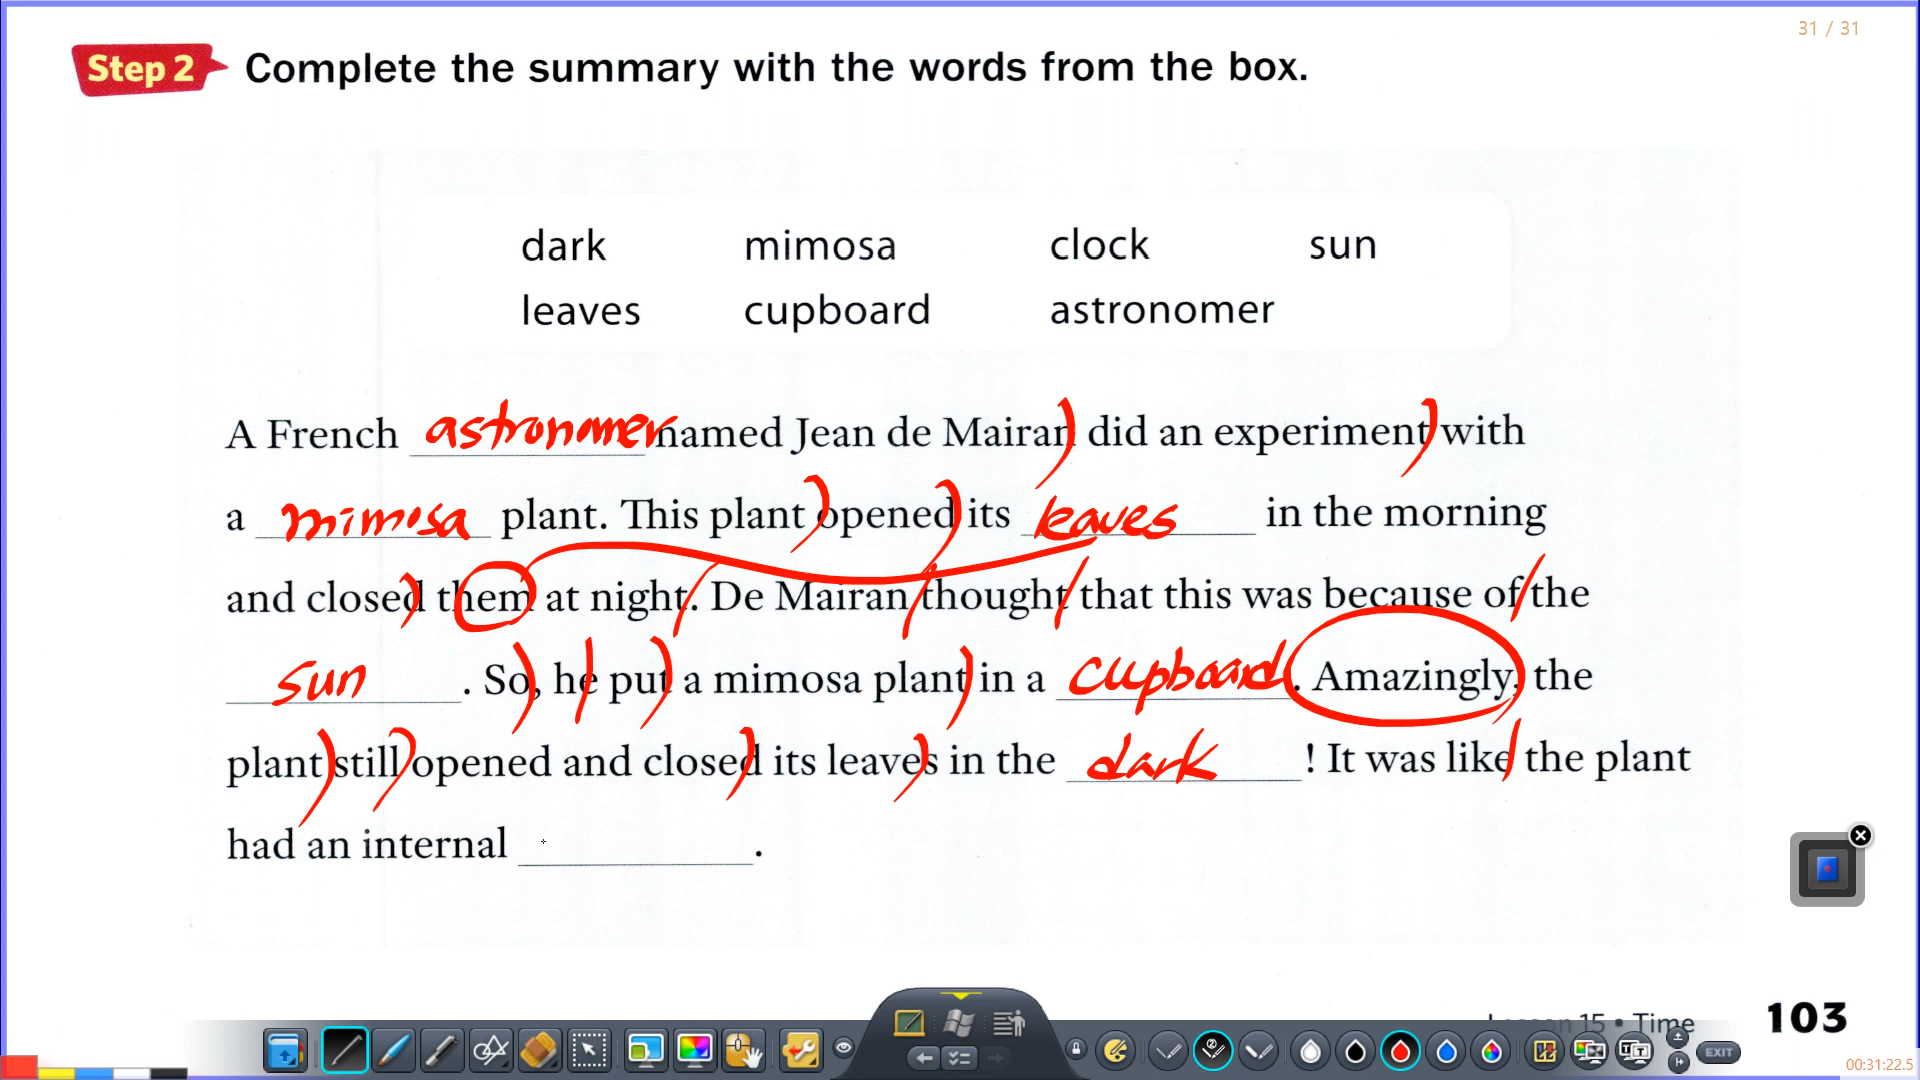 31 / 31
Step 2 Complete the summary with the words from the box.
dark mimosa clock sun
leaves cupboard astronomer
A French astronomer named Jean de Mairan did an experiment with
a mimosa plant. This plant opened its leaves in the morning
and closed them at night. De Mairan thought that this was because of the
sun. So, he put a mimosa plant in a cupboard. Amazingly, the
plant still opened and closed its leaves in the dark! It was like the plant
had an internal ____.
Lesson 15 • Time 103
EXIT
00:31:22.5